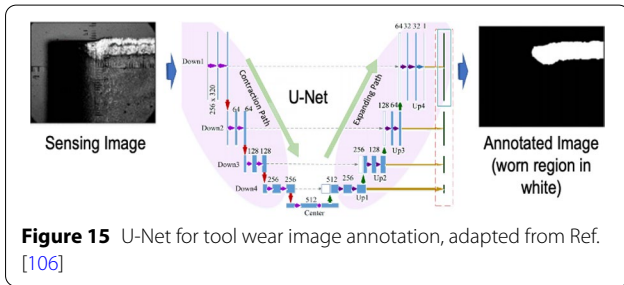 64 32 32 1
Down1
256 x 320
Contraction Path
U-Net
Expanding Path
Up4
Down2
64 64
128 64
Up3
Down3
128 128
256 128
Up2
Down4
256 256
512 256
Up1
512
Center
Sensing Image
Annotated Image
(worn region in
white)
Figure 15 U-Net for tool wear image annotation, adapted from Ref.
[106]